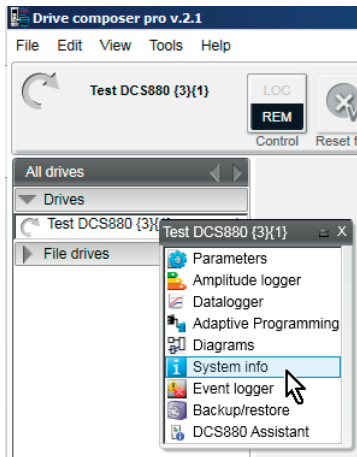 Drive composer pro v.2.1
File Edit View Tools Help
Test DCS880 {3}{1}
LOC
REM
Control Reset f
All drives
Drives
Test DCS880 {3}{
File drives
Test DCS880 {3}{1} X
Parameters
Amplitude logger
Datalogger
Adaptive Programming
Diagrams
System info
Event logger
Backup/restore
DCS880 Assistant